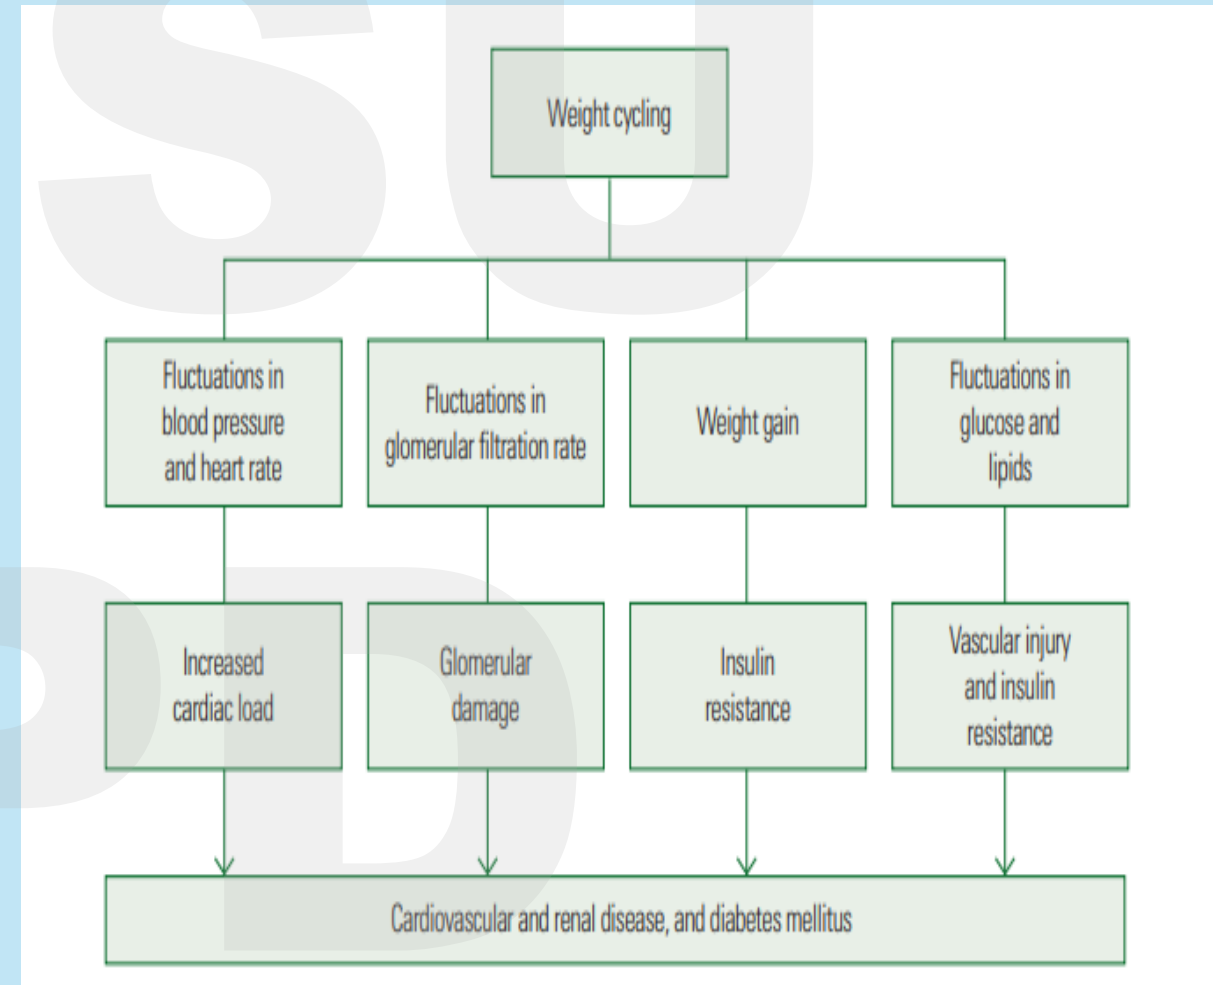 SU
Weight cycling
Fluctuations in
blood pressure
and heart rate
Fluctuations in
glomerular filtration rate
Weight gain
Fluctuations in
glucose and
lipids
Increased
cardiac load
Glomerular
damage
Insulin
resistance
Vascular injury
and insulin
resistance
PD
Cardiovascular and renal disease, and diabetes mellitus